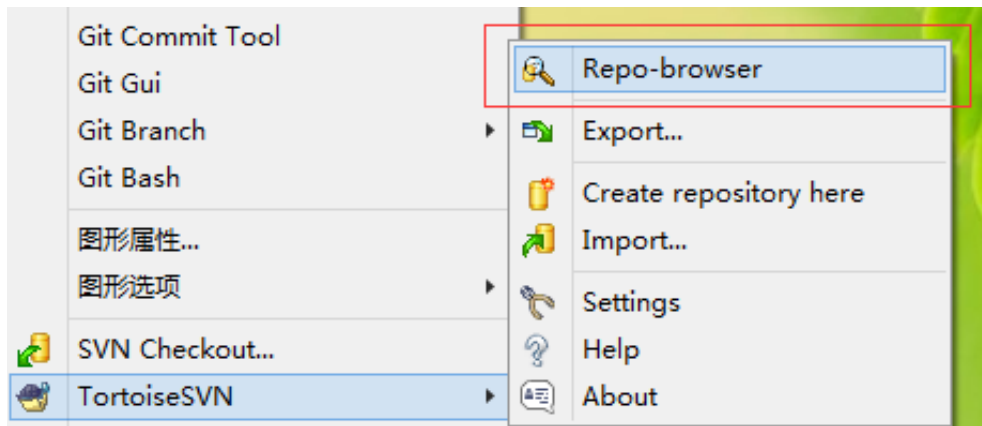 Git Commit Tool
Git Gui
Git Branch
Git Bash
图形属性...
图形选项
SVN Checkout...
TortoiseSVN
Repo-browser
Export...
Create repository here
Import...
Settings
Help
About